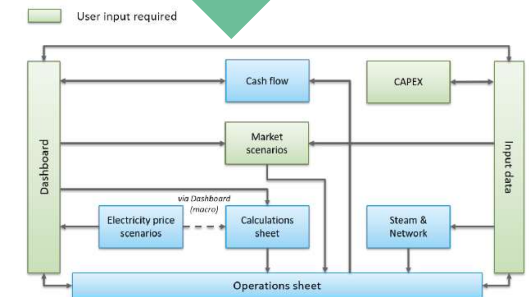 User input required
Cash flow
CAPEX
Dashboard
Market
scenarios
Input data
via Dashboard
(macro)
Electricity price
scenarios
Calculations
sheet
Steam &
Network
Operations sheet